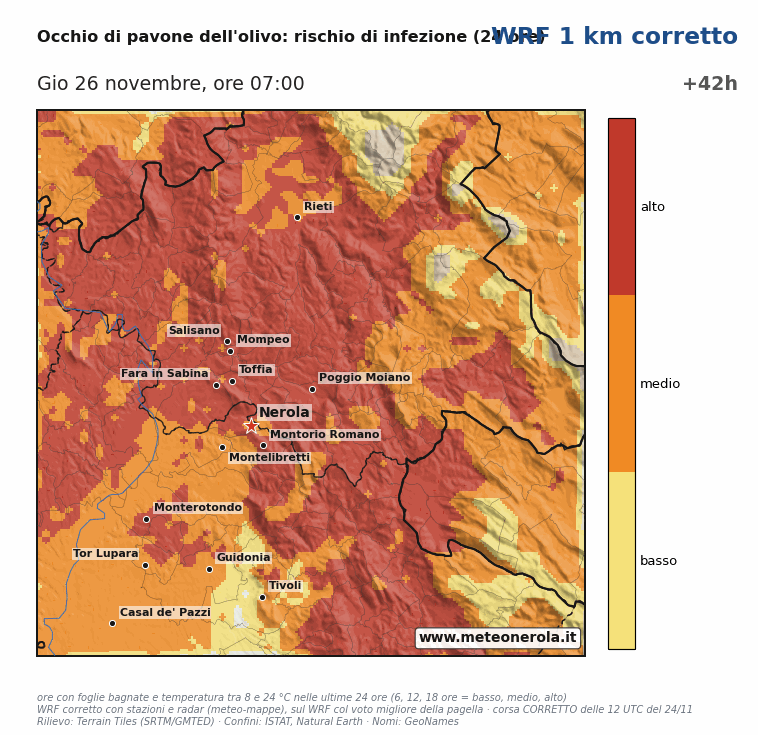 Occhio di pavone dell'olivo: rischio di infezione (24 ore)
WRF 1 km corretto
Gio 26 novembre, ore 07:00
+42h
Rieti
Salisano
Mompeo
Fara in Sabina
Toffia
Poggio Moiano
Nerola
Montorio Romano
Montelibretti
Monterotondo
Tor Lupara
Guidonia
Tivoli
Casal de' Pazzi
www.meteonerola.it
alto
medio
basso
ore con foglie bagnate e temperatura tra 8 e 24 °C nelle ultime 24 ore (6, 12, 18 ore = basso, medio, alto)
WRF corretto con stazioni e radar (meteo-mappe), sul WRF col voto migliore della pagella · corsa CORRETTO delle 12 UTC del 24/11
Rilievo: Terrain Tiles (SRTM/GMTED) · Confini: ISTAT, Natural Earth · Nomi: GeoNames